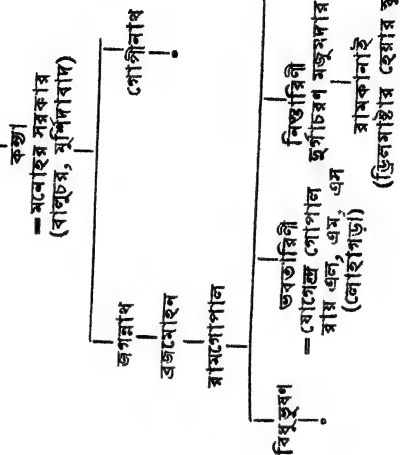 কন্যা
= মনোহর সরকার
(বালুচর, মুর্শিদাবাদ)
জগন্নাথ
গোপীনাথ
ব্রজমোহন
রামগোপাল
বিধুভূষণ
ভবতারিণী
= যোগেন্দ্র গোপাল
রায় এল, এম, এস
(লোহাগড়া)
নিস্তারিণী
দুর্গাচরণ মজুমদার
রামকানাই
(ড্রিলমাষ্টার হেয়ার